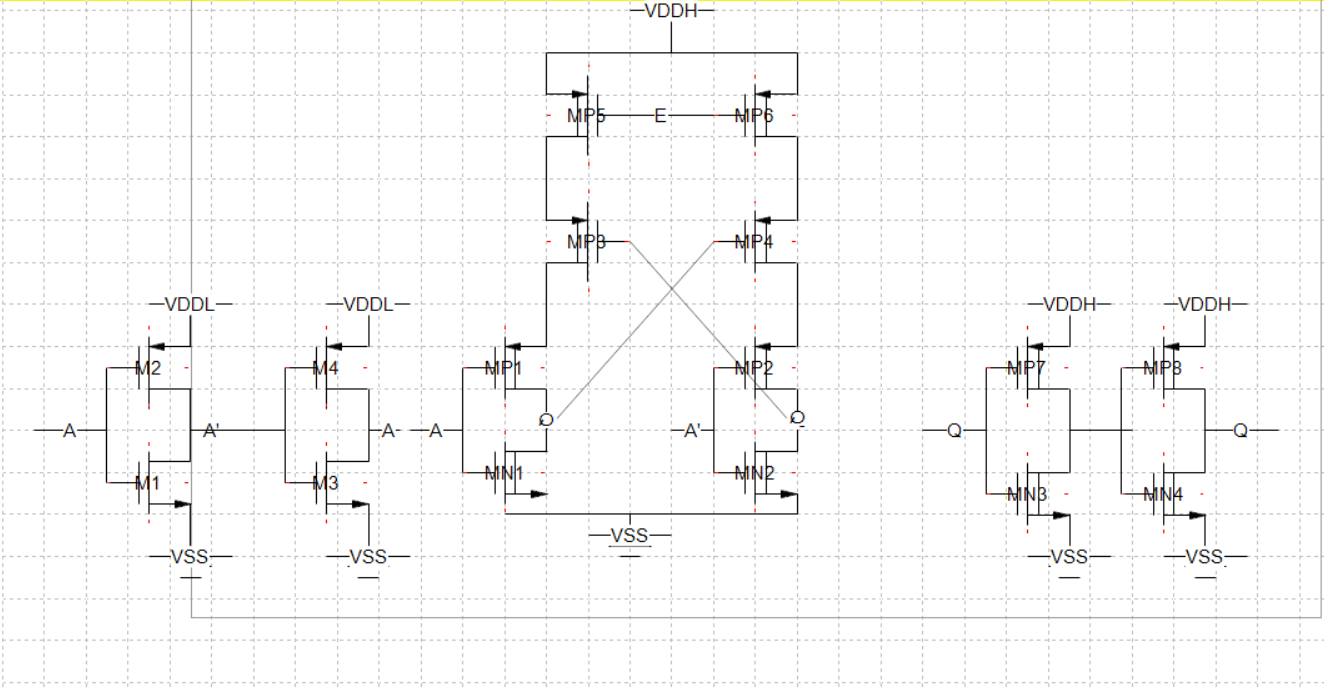 VDDH
MP5 E MP6
MP3 MP4
VDDL VDDL VDDH VDDH
M2 M4 MP1 MP2 MP7 MP8
Q Q
A A' A A A' Q Q
M1 M3 MN1 MN2 MN3 MN4
VSS
VSS VSS VSS VSS